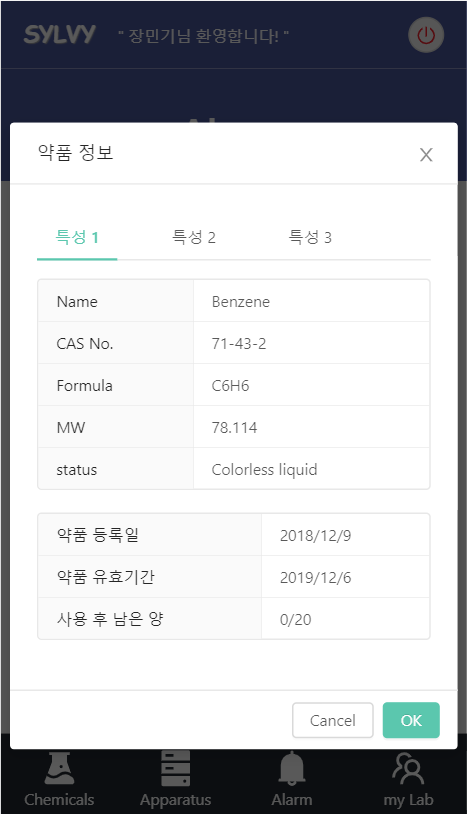 SYLVY " 장민기님 환영합니다! "
약품 정보 X
특성 1 특성 2 특성 3
Name Benzene
CAS No. 71-43-2
Formula C6H6
MW 78.114
status Colorless liquid
약품 등록일 2018/12/9
약품 유효기간 2019/12/6
사용 후 남은 양 0/20
Cancel OK
Chemicals Apparatus Alarm my Lab